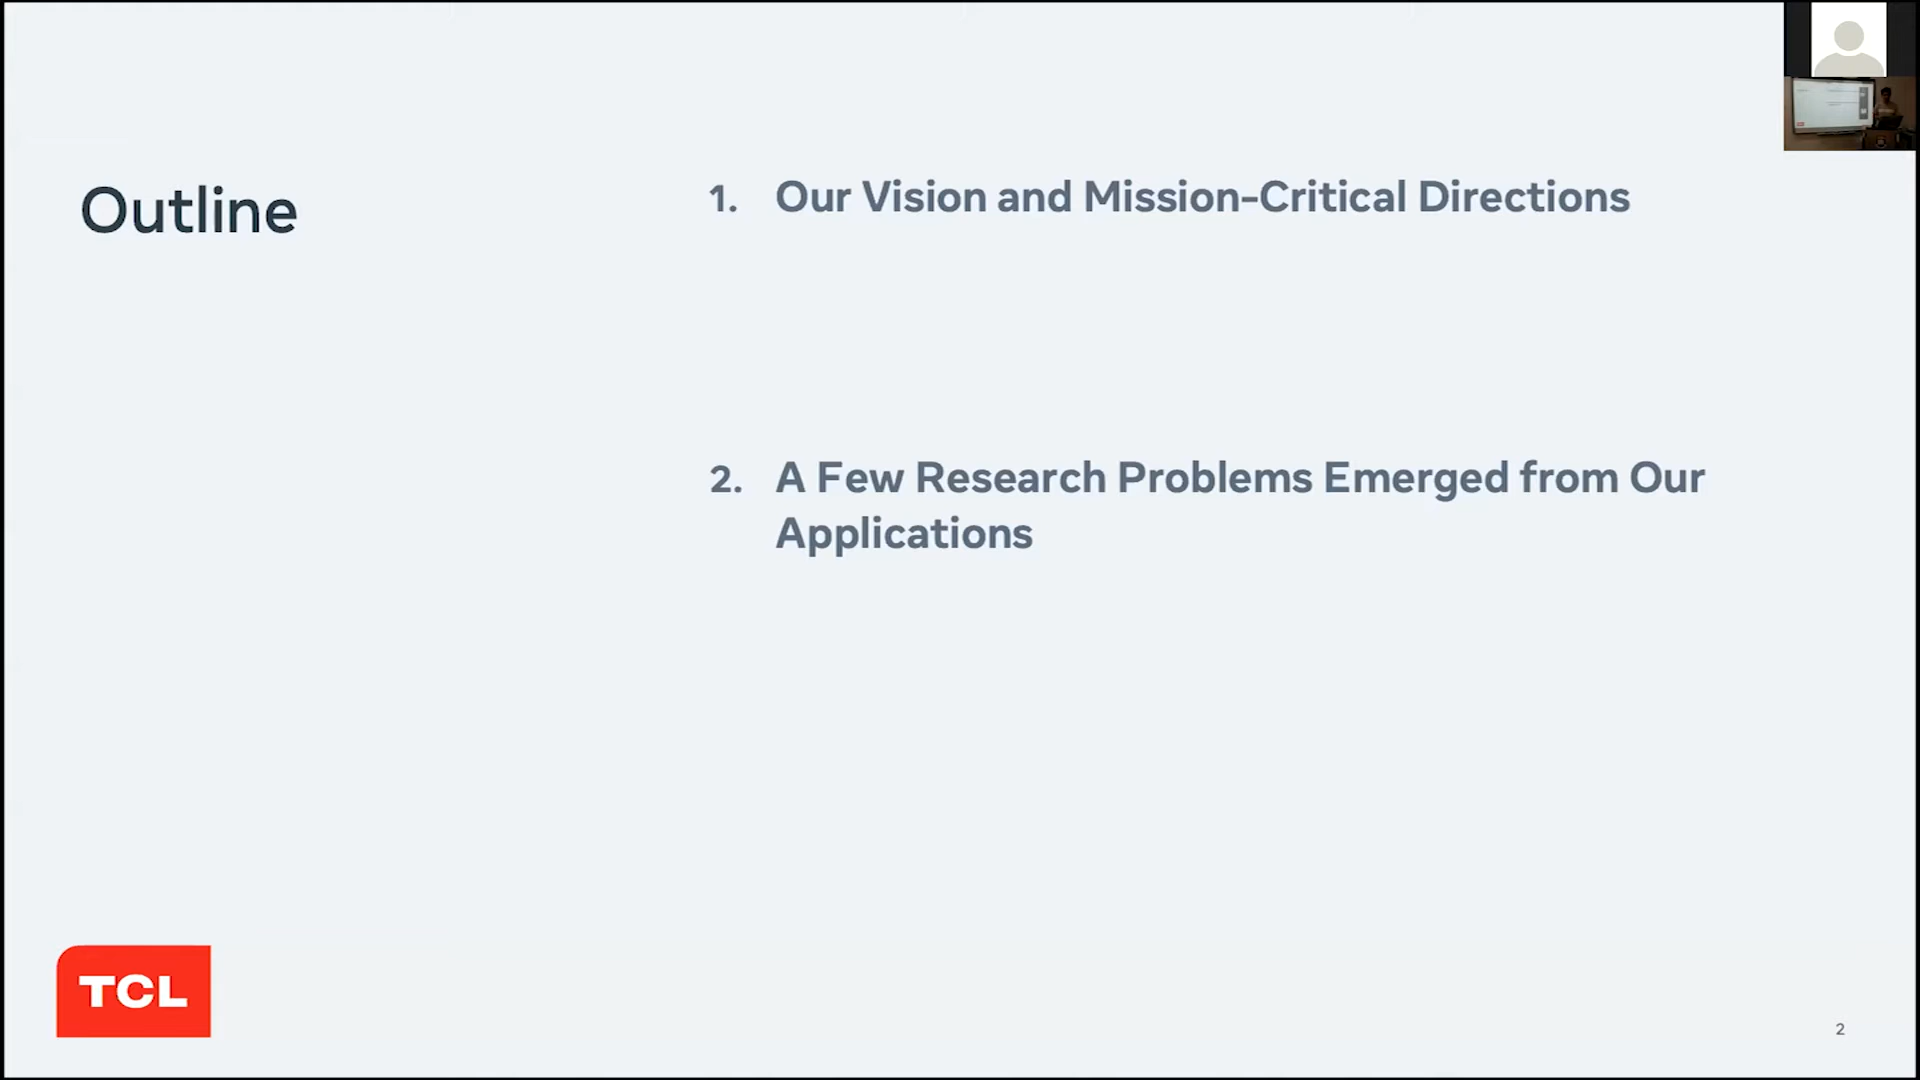 Outline
1. Our Vision and Mission-Critical Directions
2. A Few Research Problems Emerged from Our
Applications
TCL
2